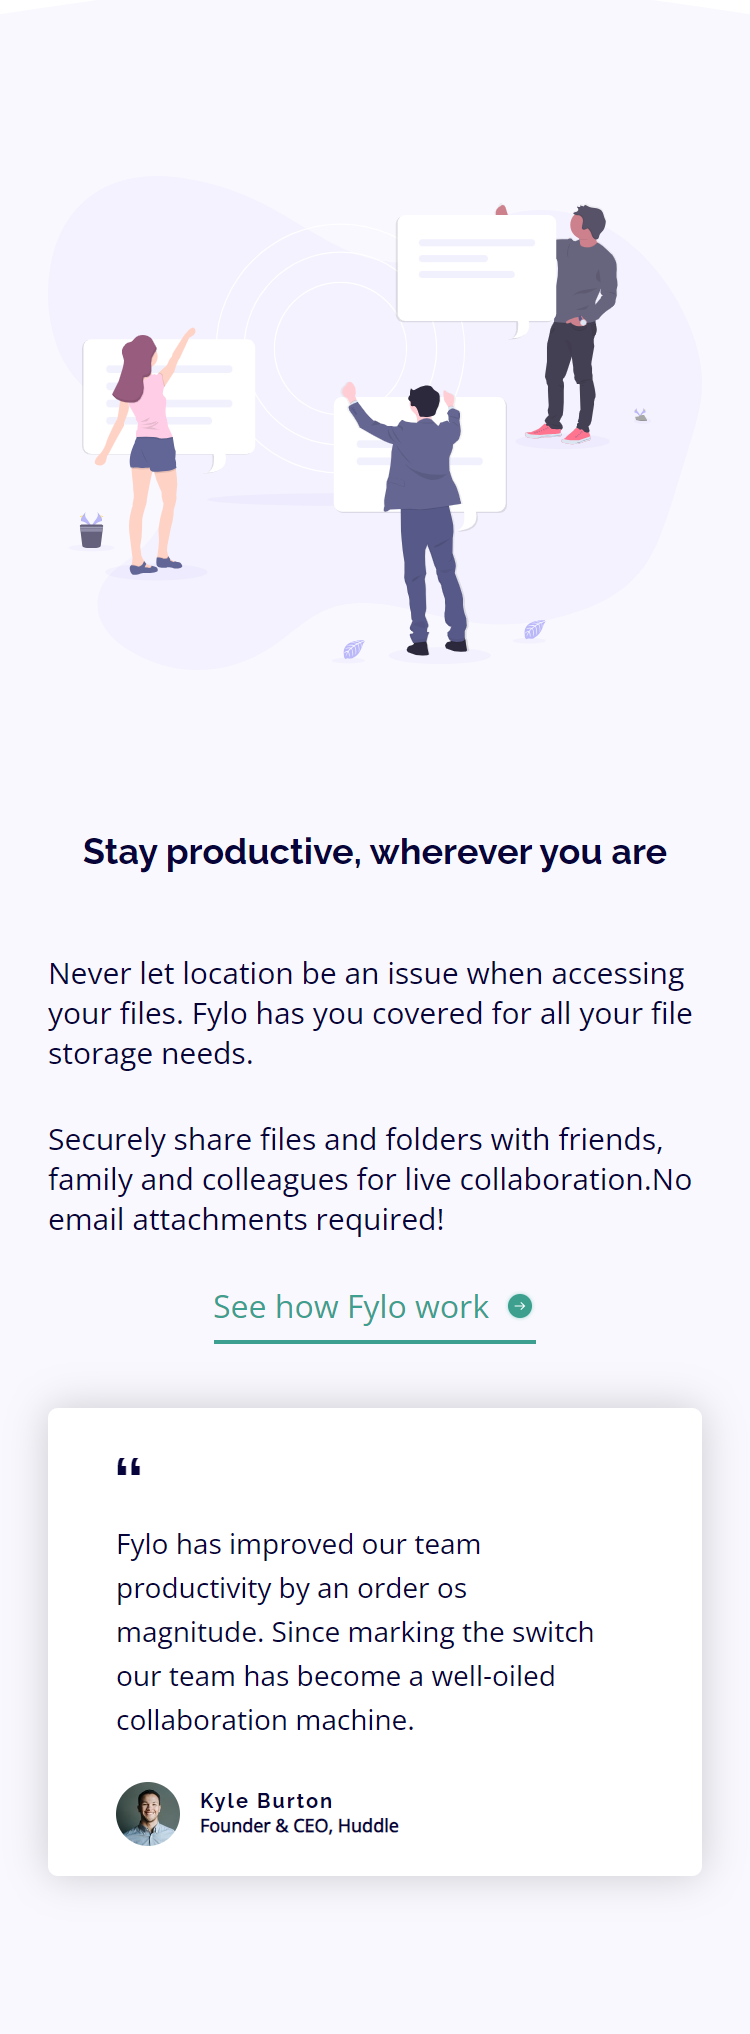 Stay productive, wherever you are
Never let location be an issue when accessing
your files. Fylo has you covered for all your file
storage needs.
Securely share files and folders with friends,
family and colleagues for live collaboration.No
email attachments required!
See how Fylo work
“
Fylo has improved our team
productivity by an order os
magnitude. Since marking the switch
our team has become a well-oiled
collaboration machine.
Kyle Burton
Founder & CEO, Huddle